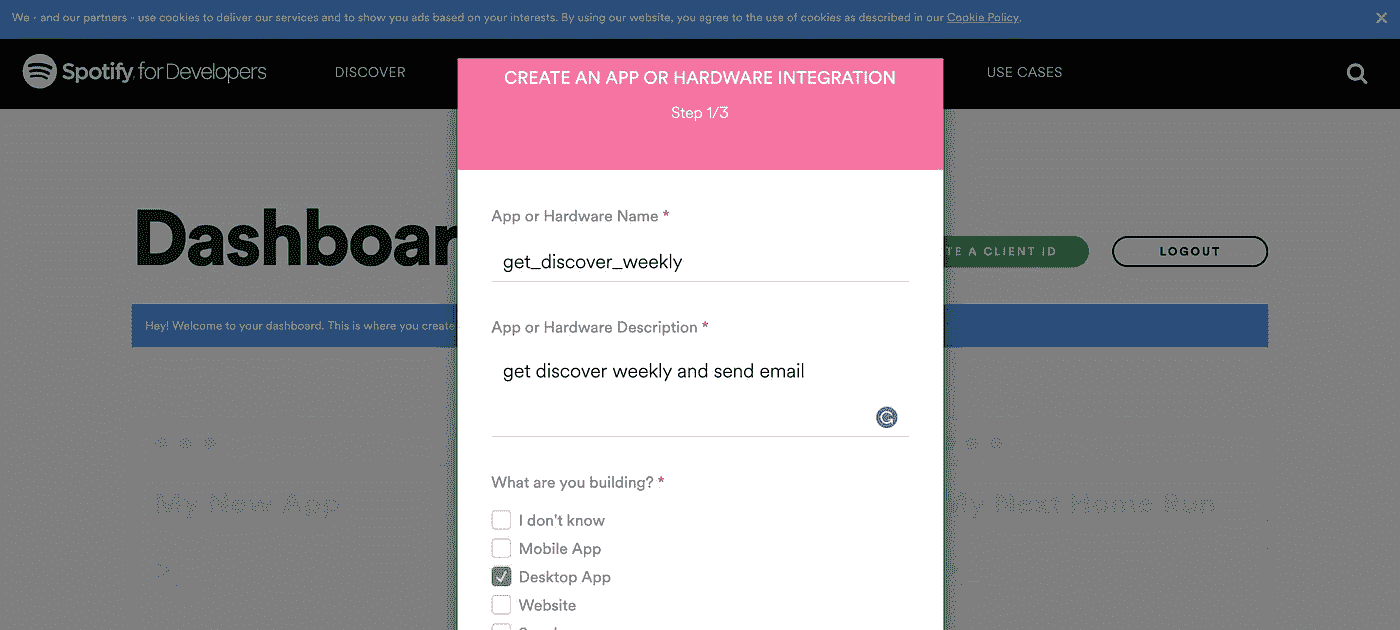 We - and our partners - use cookies to deliver our services and to show you ads based on your interests. By using our website, you agree to the use of cookies as described in our Cookie Policy.
Spotify for Developers
DISCOVER
USE CASES
CREATE AN APP OR HARDWARE INTEGRATION
Step 1/3
App or Hardware Name *
get_discover_weekly
Dashboar
TE A CLIENT ID
LOGOUT
App or Hardware Description *
Hey! Welcome to your dashboard. This is where you create
get discover weekly and send email
What are you building? *
My New App
My Next Home Run
I don't know
Mobile App
Desktop App
Website